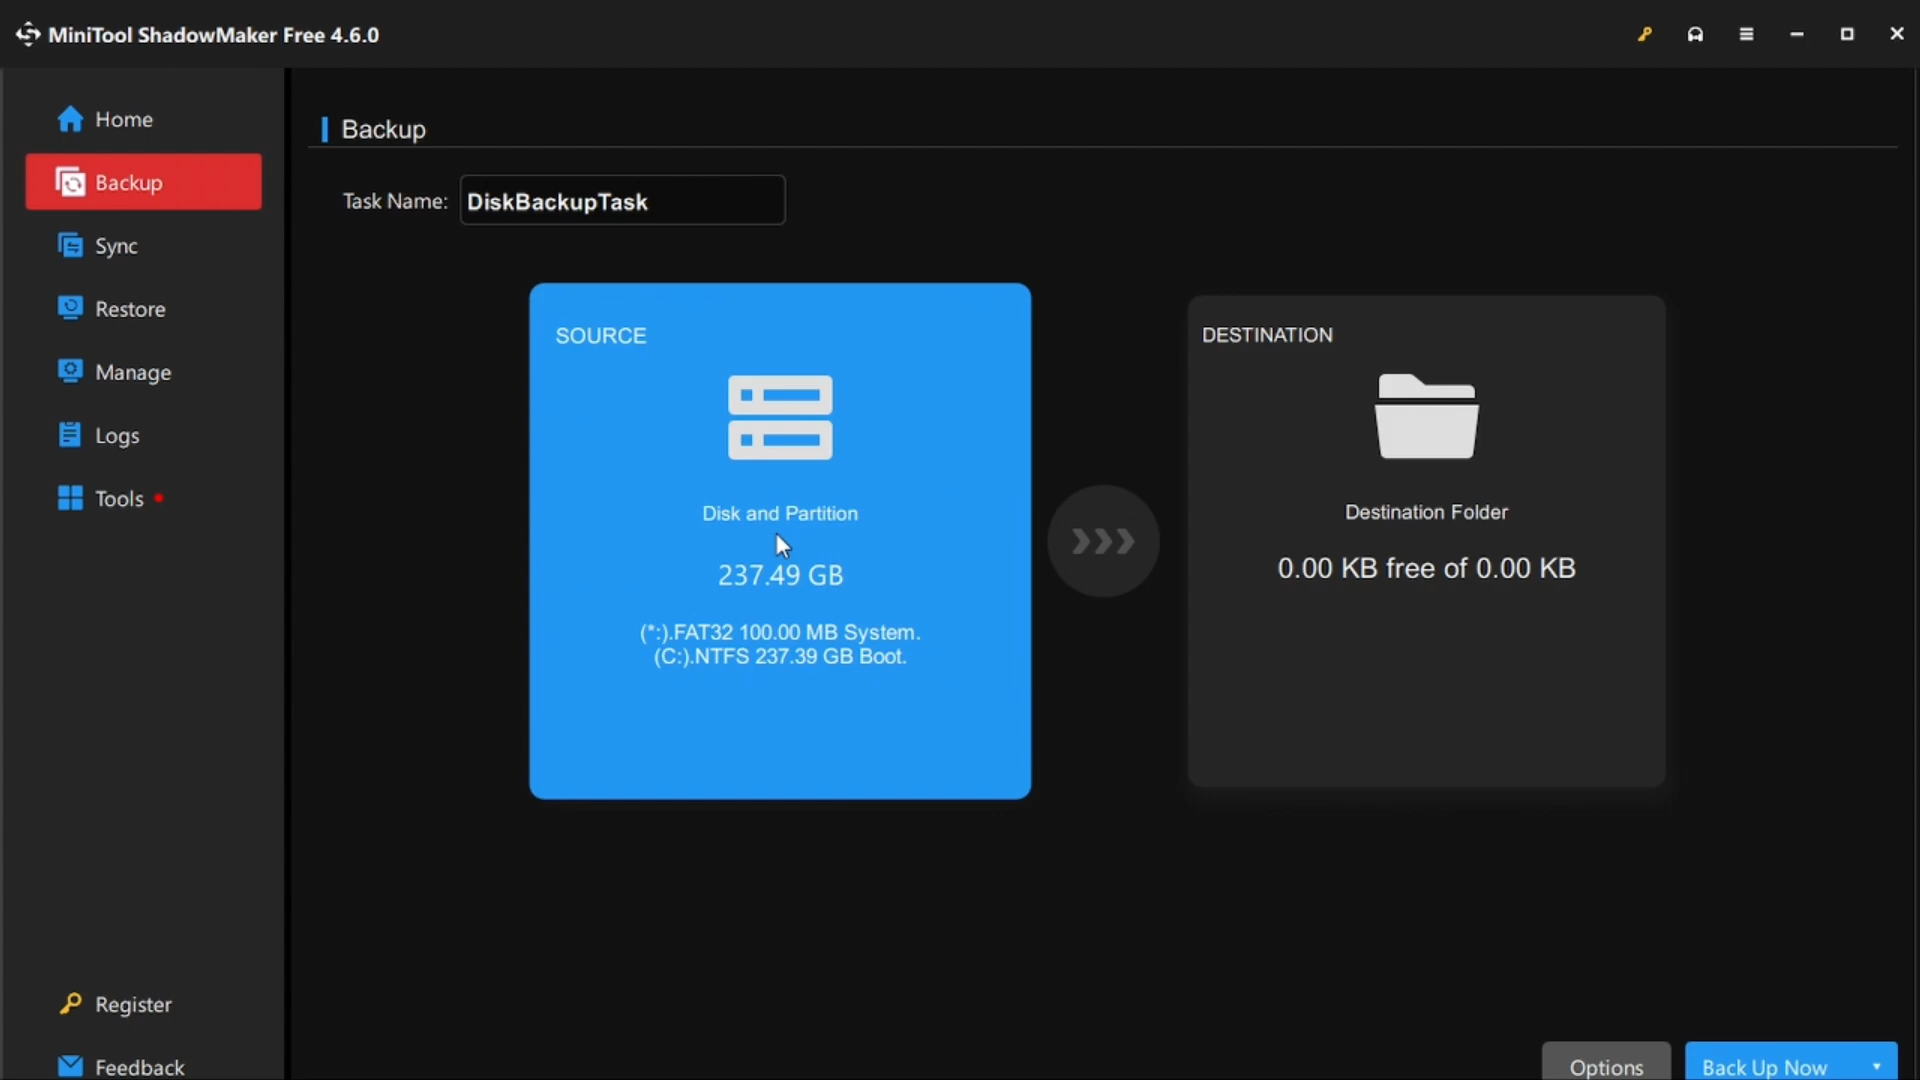 MiniTool ShadowMaker Free 4.6.0
Home
Backup
Sync
Restore
Manage
Logs
Tools
Register
Feedback
Backup
Task Name: DiskBackupTask
SOURCE
Disk and Partition
237.49 GB
(*:).FAT32 100.00 MB System.
(C:).NTFS 237.39 GB Boot.
DESTINATION
Destination Folder
0.00 KB free of 0.00 KB
Options
Back Up Now